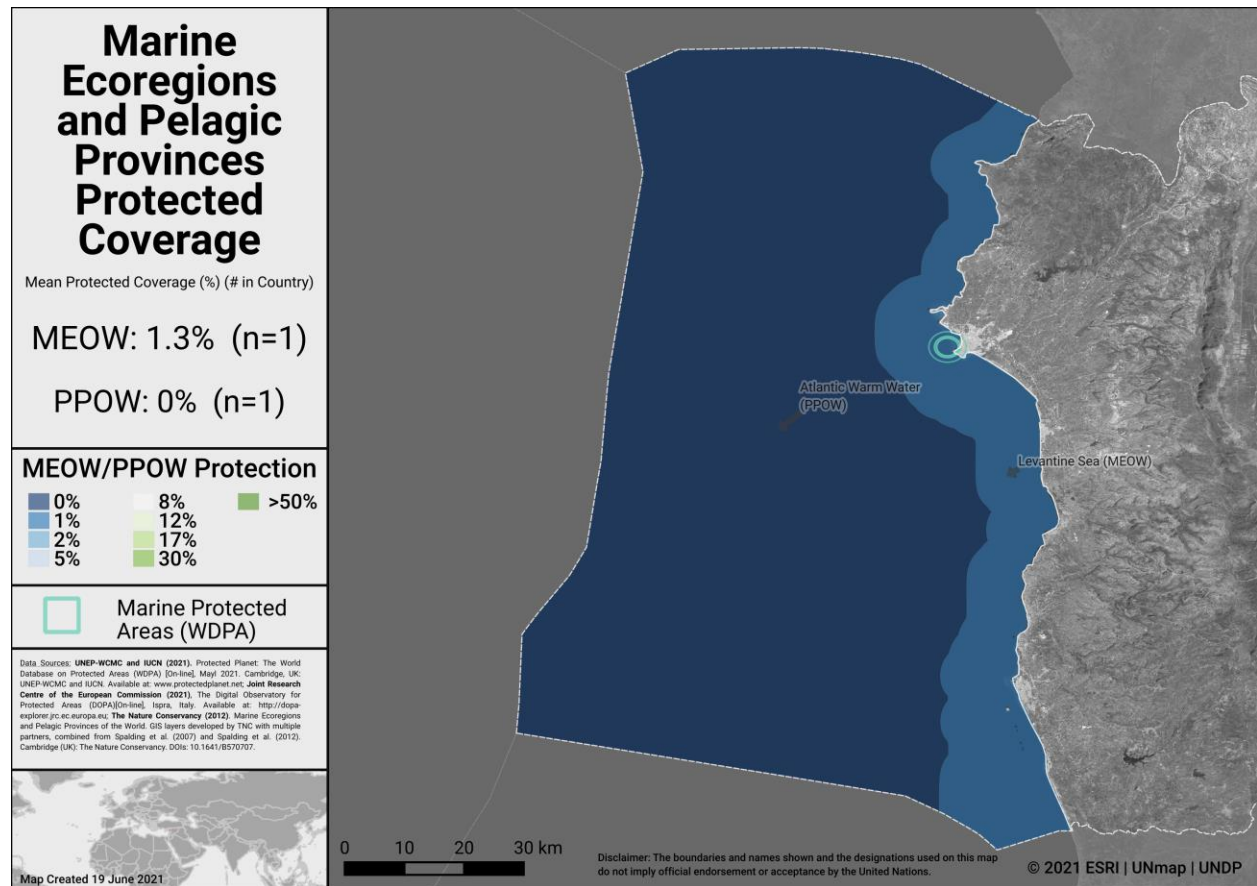 Marine
Ecoregions
and Pelagic
Provinces
Protected
Coverage
Mean Protected Coverage (%) (# in Country)
MEOW: 1.3% (n=1)
PPOW: 0% (n=1)
MEOW/PPOW Protection
0%
1%
2%
5%
8%
12%
17%
30%
>50%
Marine Protected
Areas (WDPA)
Data Sources: UNEP-WCMC and IUCN (2021). Protected Planet: The World
Database on Protected Areas (WDPA) [On-line], Mayl 2021. Cambridge, UK:
UNEP-WCMC and IUCN. Available at: www.protectedplanet.net; Joint Research
Centre of the European Commission (2021), The Digital Observatory for
Protected Areas (DOPA)[On-line], Ispra, Italy. Available at: http://dopa-
explorer.jrc.ec.europa.eu; The Nature Conservancy (2012). Marine Ecoregions
and Pelagic Provinces of the World. GIS layers developed by TNC with multiple
partners, combined from Spalding et al. (2007) and Spalding et al. (2012).
Cambridge (UK): The Nature Conservancy. DOIs: 10.1641/B570707.
Map Created 19 June 2021
Atlantic Warm Water
(PPOW)
Levantine Sea (MEOW)
0 10 20 30 km
Disclaimer: The boundaries and names shown and the designations used on this map
do not imply official endorsement or acceptance by the United Nations.
© 2021 ESRI | UNmap | UNDP